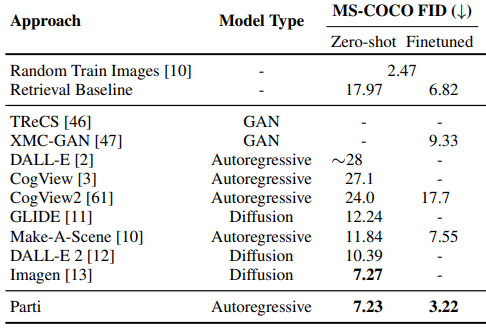 Approach Model Type MS-COCO FID (↓)
Zero-shot Finetuned
Random Train Images [10] - 2.47
Retrieval Baseline - 17.97 6.82
TReCS [46] GAN - -
XMC-GAN [47] GAN - 9.33
DALL-E [2] Autoregressive ~28 -
CogView [3] Autoregressive 27.1 -
CogView2 [61] Autoregressive 24.0 17.7
GLIDE [11] Diffusion 12.24 -
Make-A-Scene [10] Autoregressive 11.84 7.55
DALL-E 2 [12] Diffusion 10.39 -
Imagen [13] Diffusion 7.27 -
Parti Autoregressive 7.23 3.22